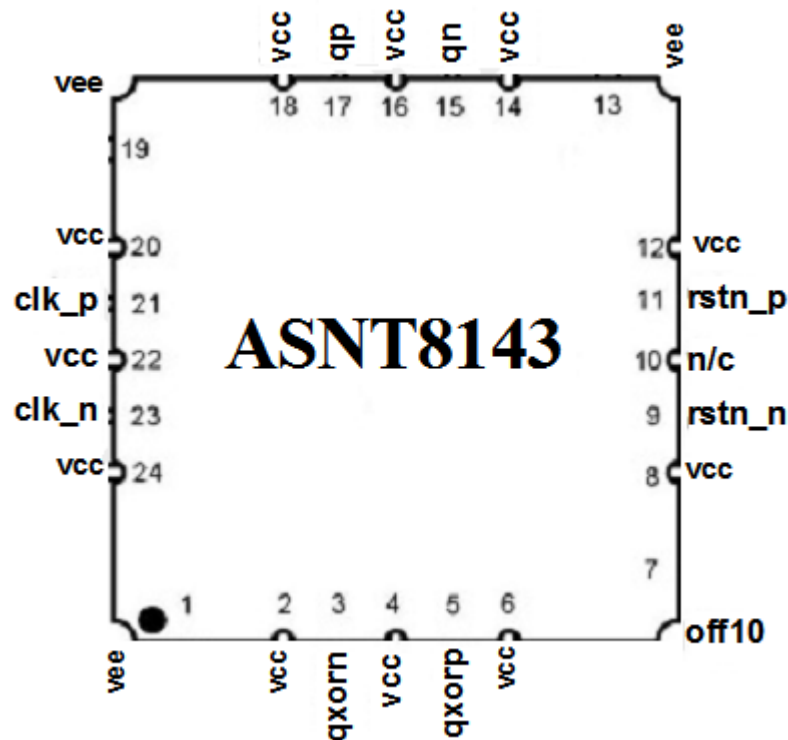 vcc qp vcc qn vcc vee
vee
18 17 16 15 14 13
19
vcc 20 12 vcc
clk_p 21 11 rstn_p
ASNT8143
vcc 22 10 n/c
clk_n 23 9 rstn_n
vcc 24 8 vcc
7
1 2 3 4 5 6
off10
vee vcc qxorn vcc qxorp vcc